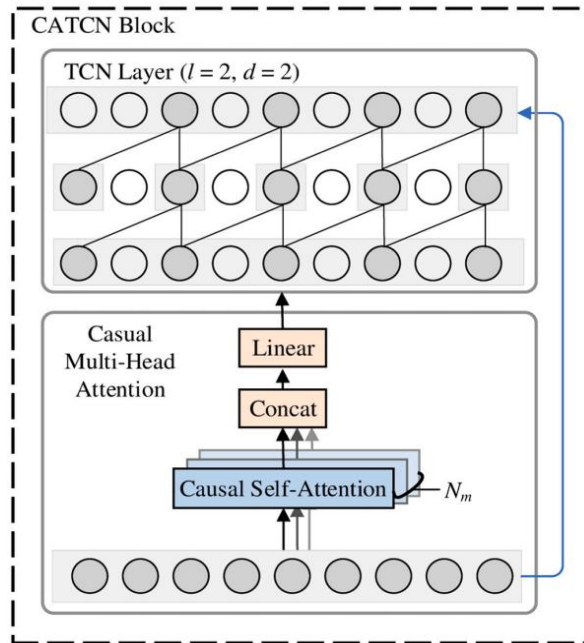 CATCN Block
TCN Layer (l = 2, d = 2)
Casual
Multi-Head
Attention
Linear
Concat
Causal Self-Attention
N_m